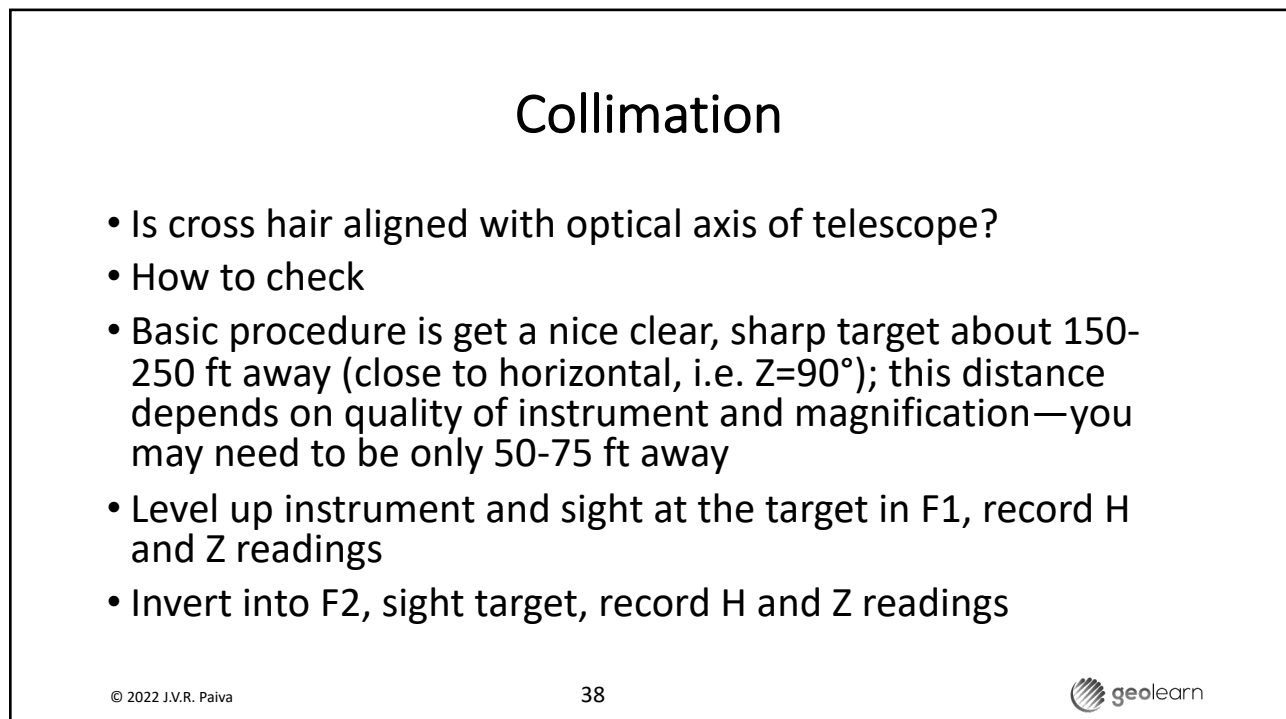 Collimation
• Is cross hair aligned with optical axis of telescope?
• How to check
• Basic procedure is get a nice clear, sharp target about 150-
250 ft away (close to horizontal, i.e. Z=90°); this distance
depends on quality of instrument and magnification—you
may need to be only 50-75 ft away
• Level up instrument and sight at the target in F1, record H
and Z readings
• Invert into F2, sight target, record H and Z readings
© 2022 J.V.R. Paiva
38
geolearn